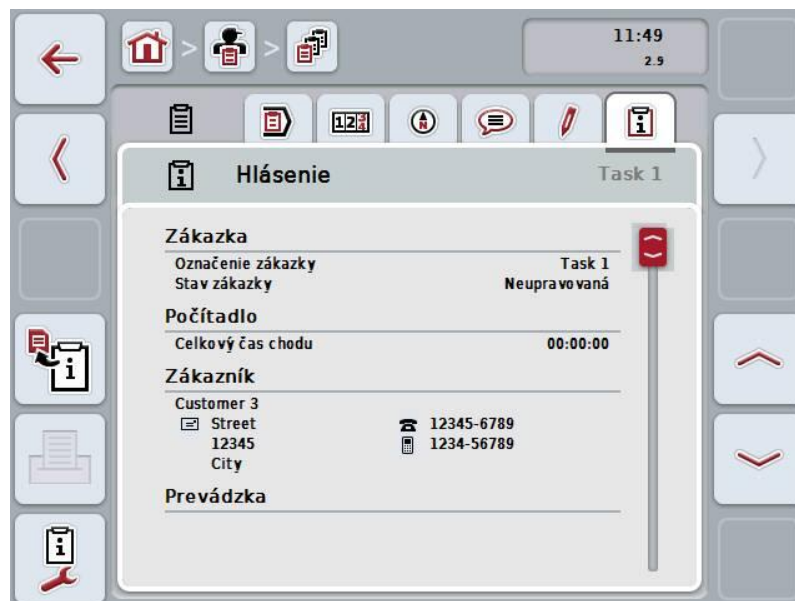 11:49
2.9
1234
Hlásenie Task 1
Zákazka
Označenie zákazky Task 1
Stav zákazky Neupravovaná
Počítadlo
Celkový čas chodu 00:00:00
Zákazník
Customer 3
Street 12345-6789
12345 1234-56789
City
Prevádzka